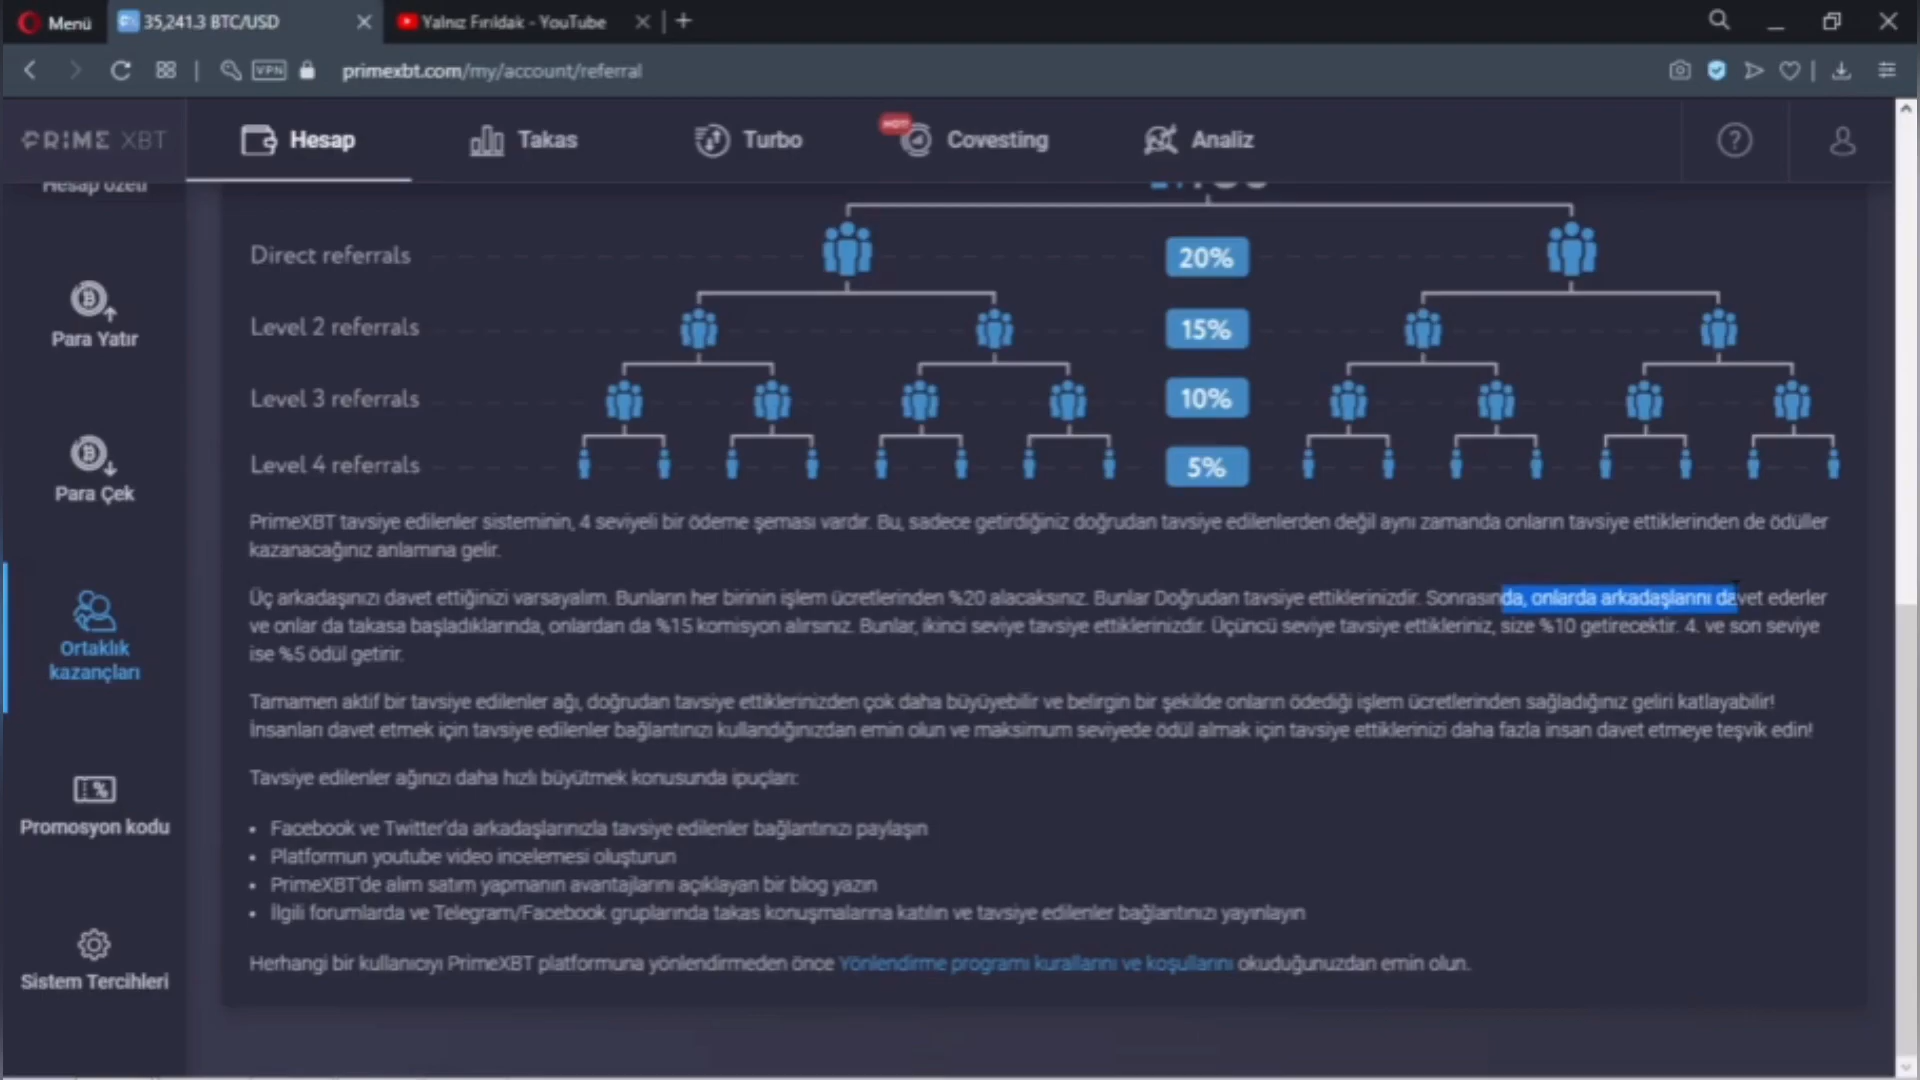 Menü
35,241.3 BTC/USD
Yalnız Fırıldak - YouTube
VPN
primexbt.com/my/account/referral
PRIME XBT
Hesap
Takas
Turbo
HOT!
Covesting
Analiz
Hesap özeti
Para Yatır
Para Çek
Ortaklık
kazançları
Promosyon kodu
Sistem Tercihleri
Direct referrals
20%
Level 2 referrals
15%
Level 3 referrals
10%
Level 4 referrals
5%
PrimeXBT tavsiye edilenler sisteminin, 4 seviyeli bir ödeme şeması vardır. Bu, sadece getirdiğiniz doğrudan tavsiye edilenlerden değil aynı zamanda onların tavsiye ettiklerinden de ödüller
kazanacağınız anlamına gelir.
Üç arkadaşınızı davet ettiğinizi varsayalım. Bunların her birinin işlem ücretlerinden %20 alacaksınız. Bunlar Doğrudan tavsiye ettiklerinizdir. Sonrasında, onlarda arkadaşlarını davet ederler
ve onlar da takasa başladıklarında, onlardan da %15 komisyon alırsınız. Bunlar, ikinci seviye tavsiye ettiklerinizdir. Üçüncü seviye tavsiye ettikleriniz, size %10 getirecektir. 4. ve son seviye
ise %5 ödül getirir.
Tamamen aktif bir tavsiye edilenler ağı, doğrudan tavsiye ettiklerinizden çok daha büyüyebilir ve belirgin bir şekilde onların ödediği işlem ücretlerinden sağladığınız geliri katlayabilir!
İnsanları davet etmek için tavsiye edilenler bağlantınızı kullandığınızdan emin olun ve maksimum seviyede ödül almak için tavsiye ettiklerinizi daha fazla insan davet etmeye teşvik edin!
Tavsiye edilenler ağınızı daha hızlı büyütmek konusunda ipuçları:
• Facebook ve Twitter'da arkadaşlarınızla tavsiye edilenler bağlantınızı paylaşın
• Platformun youtube video incelemesi oluşturun
• PrimeXBT'de alım satım yapmanın avantajlarını açıklayan bir blog yazın
• İlgili forumlarda ve Telegram/Facebook gruplarında takas konuşmalarına katılın ve tavsiye edilenler bağlantınızı yayınlayın
Herhangi bir kullanıcıyı PrimeXBT platformuna yönlendirmeden önce Yönlendirme programı kurallarını ve koşullarını okuduğunuzdan emin olun.